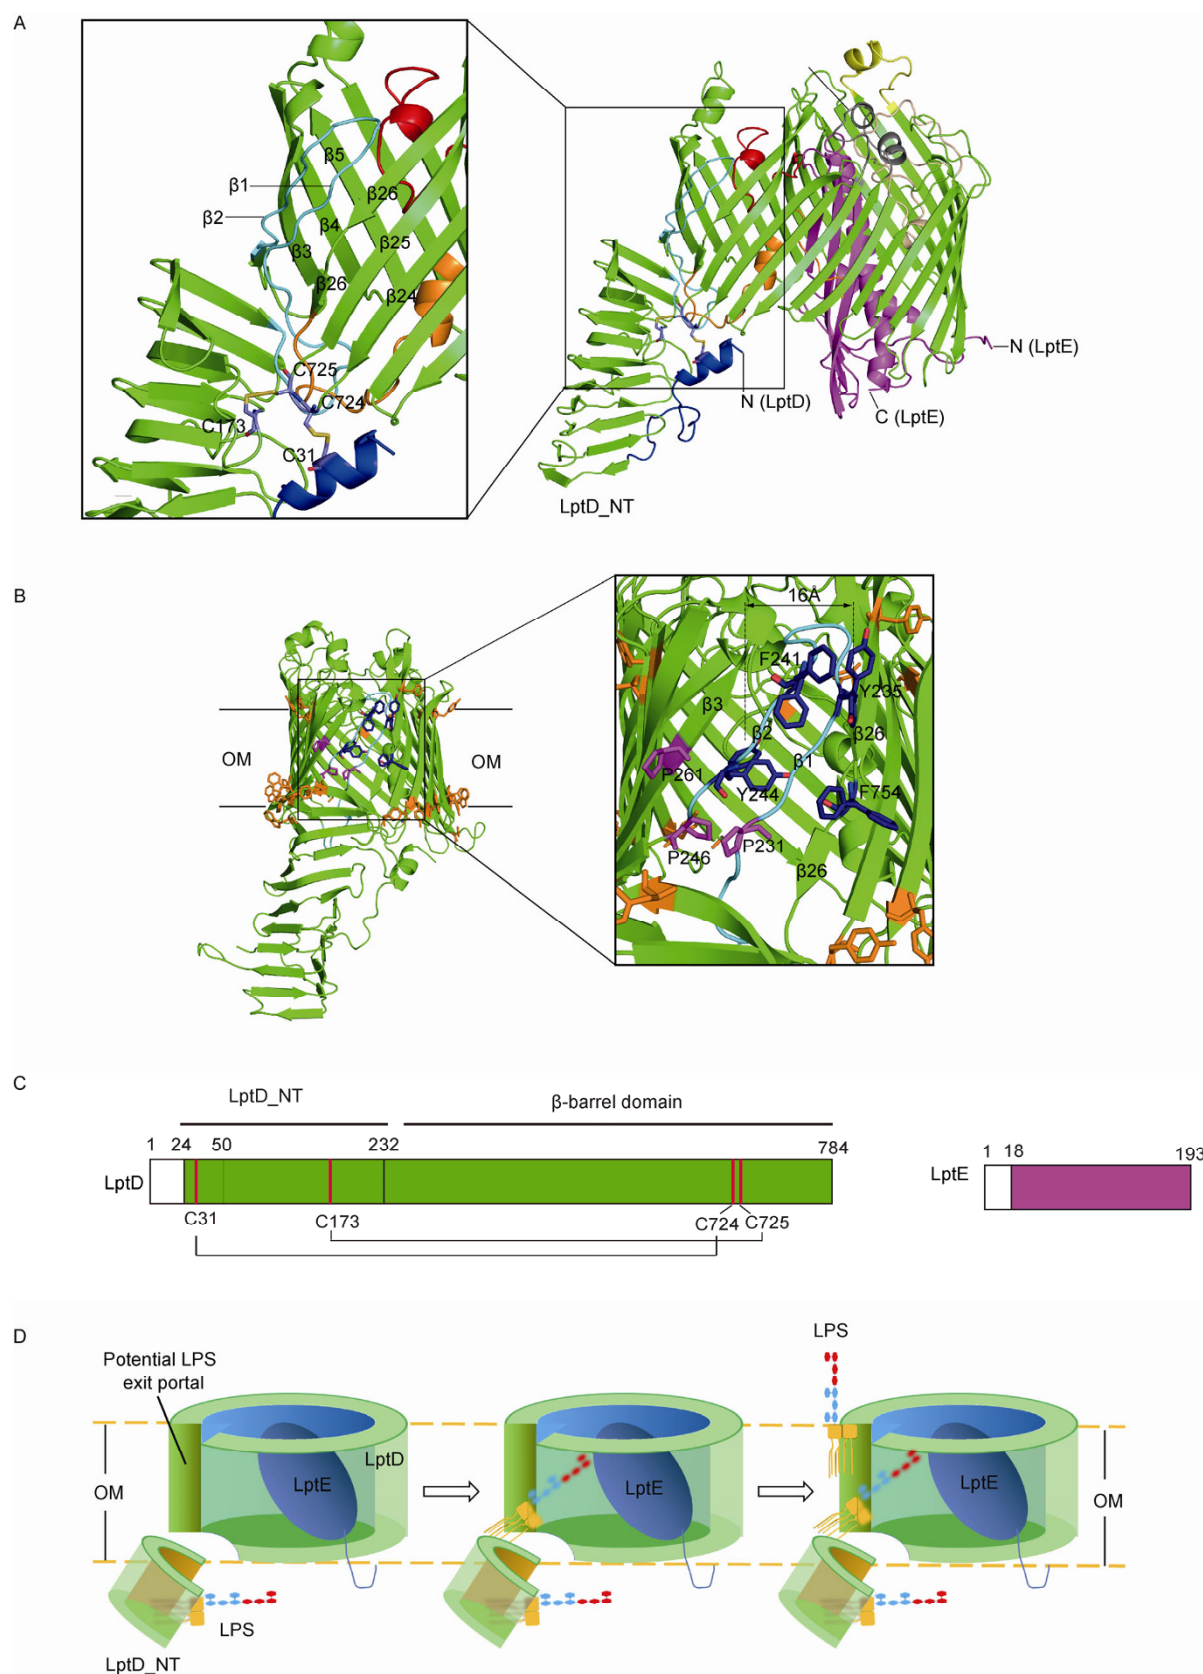 A
β5
β1
β26
β2
β4
β3
β25
β26
β24
C725
C724
C173
C31
N (LptE)
N (LptD)
C (LptE)
LptD_NT
B
16Å
F241
Y235
β3
β2
β26
OM
OM
β1
P261
Y244
F754
P246
P231
β26
C
LptD_NT
β-barrel domain
1 24 50 232 784
1 18 193
LptD
LptE
C31
C173
C724 C725
D
LPS
Potential LPS
exit portal
LptD
OM
LptE
LptE
LptE
OM
LPS
LptD_NT